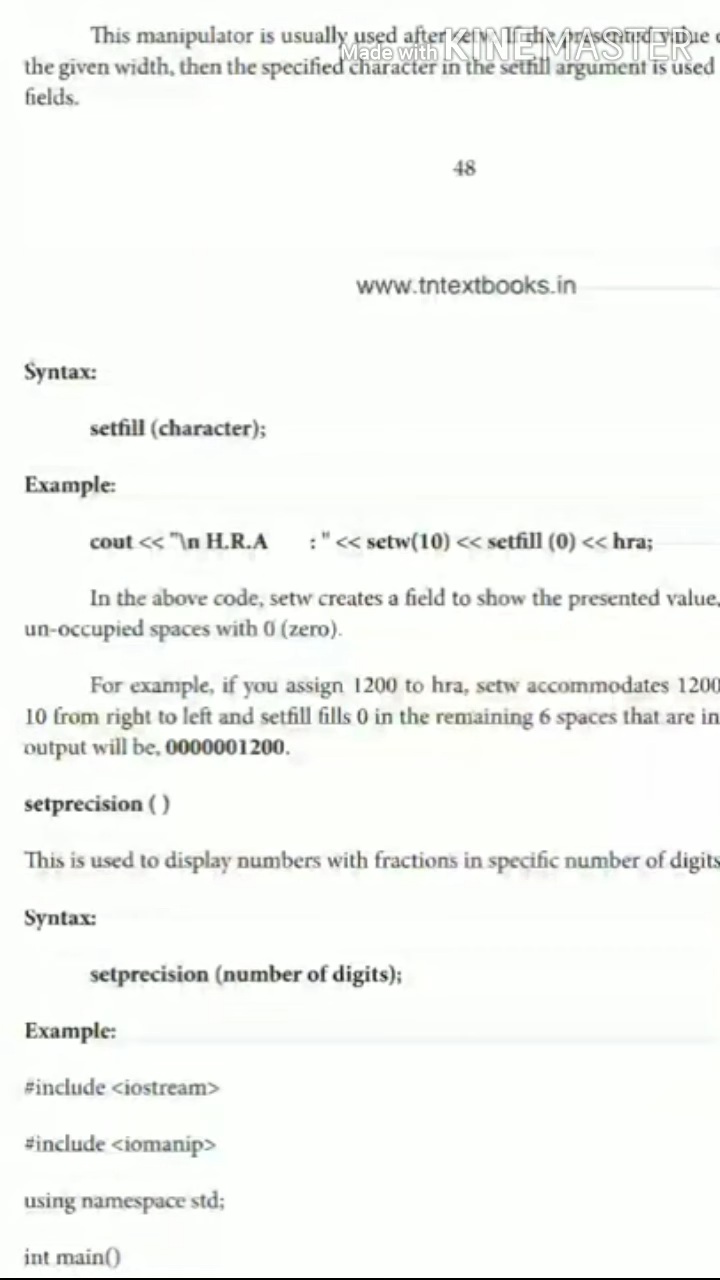 This manipulator is usually used after setw. If the presented value
Made with KINEMASTER
the given width, then the specified character in the setfill argument is used
fields.
48
www.tntextbooks.in
Syntax:
setfill (character);
Example:
cout << "\n H.R.A : " << setw(10) << setfill (0) << hra;
In the above code, setw creates a field to show the presented value,
un-occupied spaces with 0 (zero).
For example, if you assign 1200 to hra, setw accommodates 1200
10 from right to left and setfill fills 0 in the remaining 6 spaces that are in
output will be, 0000001200.
setprecision ( )
This is used to display numbers with fractions in specific number of digits
Syntax:
setprecision (number of digits);
Example:
#include <iostream>
#include <iomanip>
using namespace std;
int main()